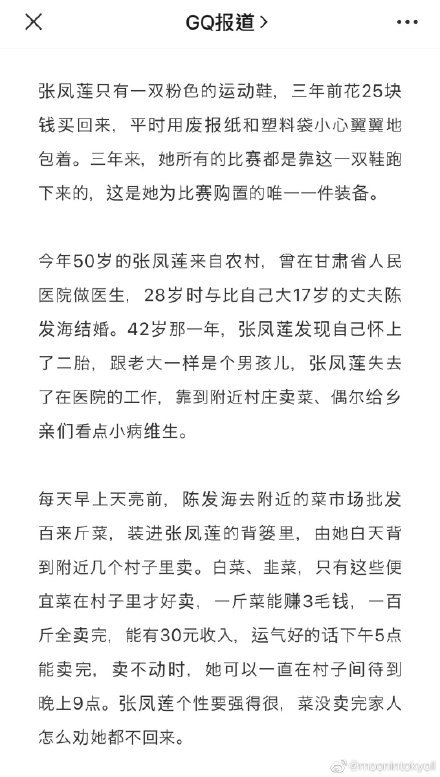 GQ报道
张凤莲只有一双粉色的运动鞋，三年前花25块
钱买回来，平时用废报纸和塑料袋小心翼翼地
包着。三年来，她所有的比赛都是靠这一双鞋跑
下来的，这是她为比赛购置的唯一一件装备。
今年50岁的张凤莲来自农村，曾在甘肃省人民
医院做医生，28岁时与比自己大17岁的丈夫陈
发海结婚。42岁那一年，张凤莲发现自己怀上
了二胎，跟老大一样是个男孩儿，张凤莲失去
了在医院的工作，靠到附近村庄卖菜、偶尔给乡
亲们看点小病维生。
每天早上天亮前，陈发海去附近的菜市场批发
百来斤菜，装进张凤莲的背篓里，由她白天背
到附近几个村子里卖。白菜、韭菜，只有这些便
宜菜在村子里才好卖，一斤菜能赚3毛钱，一百
斤全卖完，能有30元收入，运气好的话下午5点
能卖完，卖不动时，她可以一直在村子间待到
晚上9点。张凤莲个性要强得很，菜没卖完家人
怎么劝她都不回来。